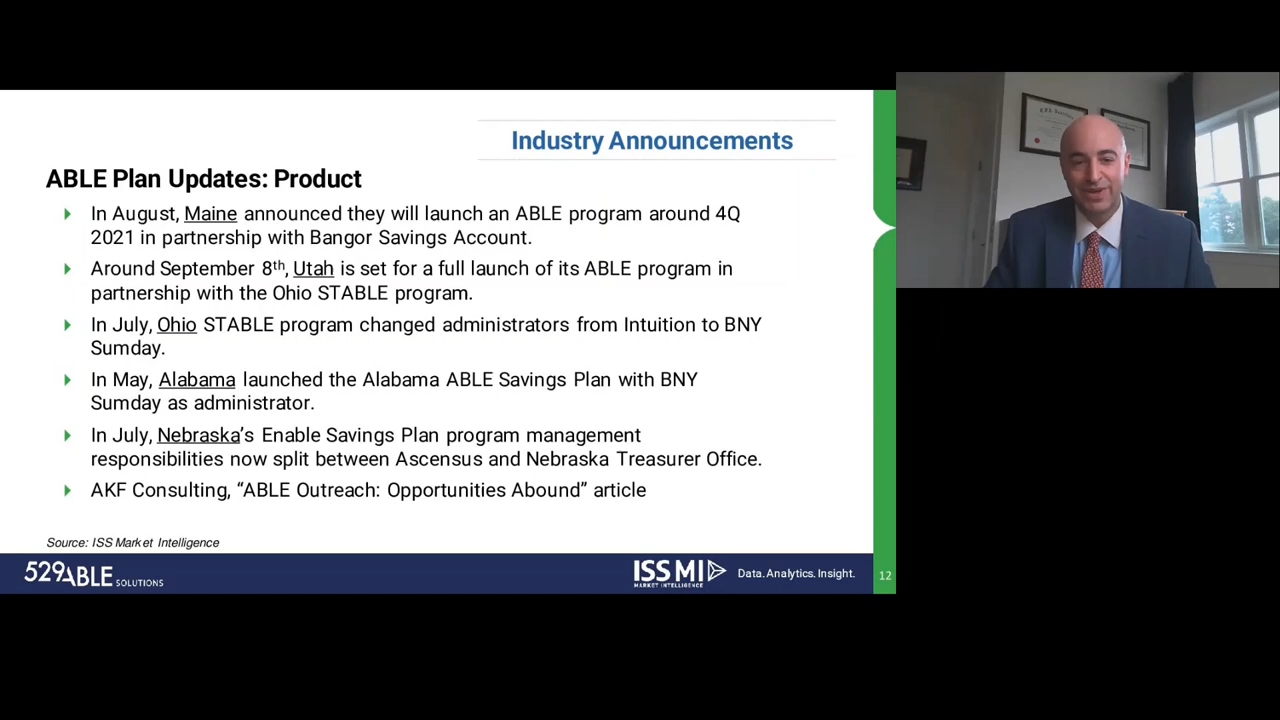 Industry Announcements
ABLE Plan Updates: Product
In August, Maine announced they will launch an ABLE program around 4Q
2021 in partnership with Bangor Savings Account.
Around September 8th, Utah is set for a full launch of its ABLE program in
partnership with the Ohio STABLE program.
In July, Ohio STABLE program changed administrators from Intuition to BNY
Sumday.
In May, Alabama launched the Alabama ABLE Savings Plan with BNY
Sumday as administrator.
In July, Nebraska’s Enable Savings Plan program management
responsibilities now split between Ascensus and Nebraska Treasurer Office.
AKF Consulting, “ABLE Outreach: Opportunities Abound” article
Source: ISS Market Intelligence
529ABLE SOLUTIONS
ISS MI
MARKET INTELLIGENCE
Data. Analytics. Insight.
12